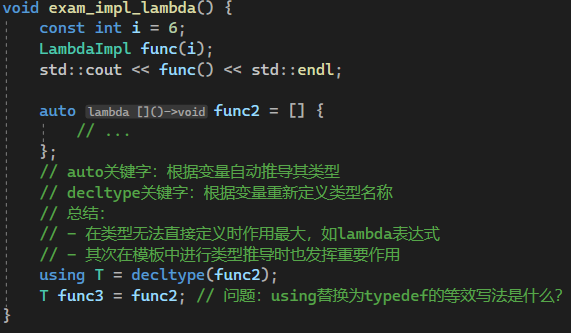 void exam_impl_lambda() {
    const int i = 6;
    LambdaImpl func(i);
    std::cout << func() << std::endl;

    auto lambda []()->void func2 = [] {
        // ...
    };
    // auto关键字：根据变量自动推导其类型
    // decltype关键字：根据变量重新定义类型名称
    // 总结：
    // - 在类型无法直接定义时作用最大，如lambda表达式
    // - 其次在模板中进行类型推导时也发挥重要作用
    using T = decltype(func2);
    T func3 = func2; // 问题：using替换为typedef的等效写法是什么？
}